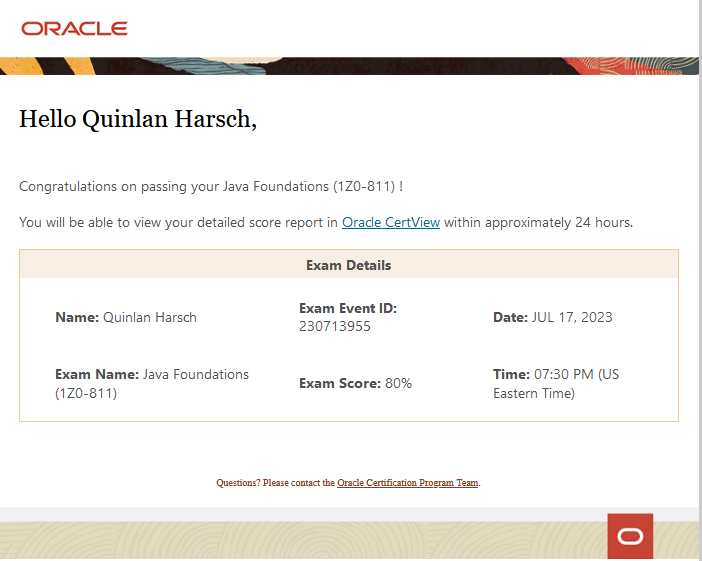 ORACLE
Hello Quinlan Harsch,
Congratulations on passing your Java Foundations (1Z0-811) !
You will be able to view your detailed score report in Oracle CertView within approximately 24 hours.
Exam Details
Name: Quinlan Harsch
Exam Event ID:
230713955
Date: JUL 17, 2023
Exam Name: Java Foundations
(1Z0-811)
Exam Score: 80%
Time: 07:30 PM (US
Eastern Time)
Questions? Please contact the Oracle Certification Program Team.